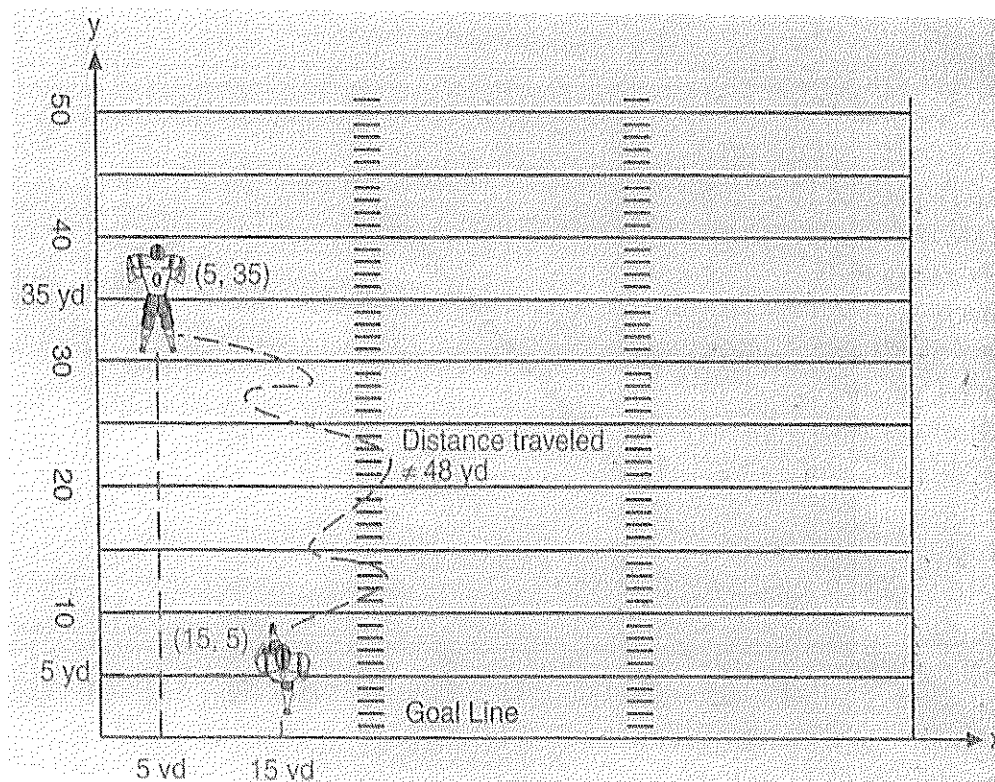 y
50
40
(5, 35)
35 yd
30
Distance traveled
≠ 48 yd
20
10
(15, 5)
5 yd
Goal Line
x
5 yd
15 yd